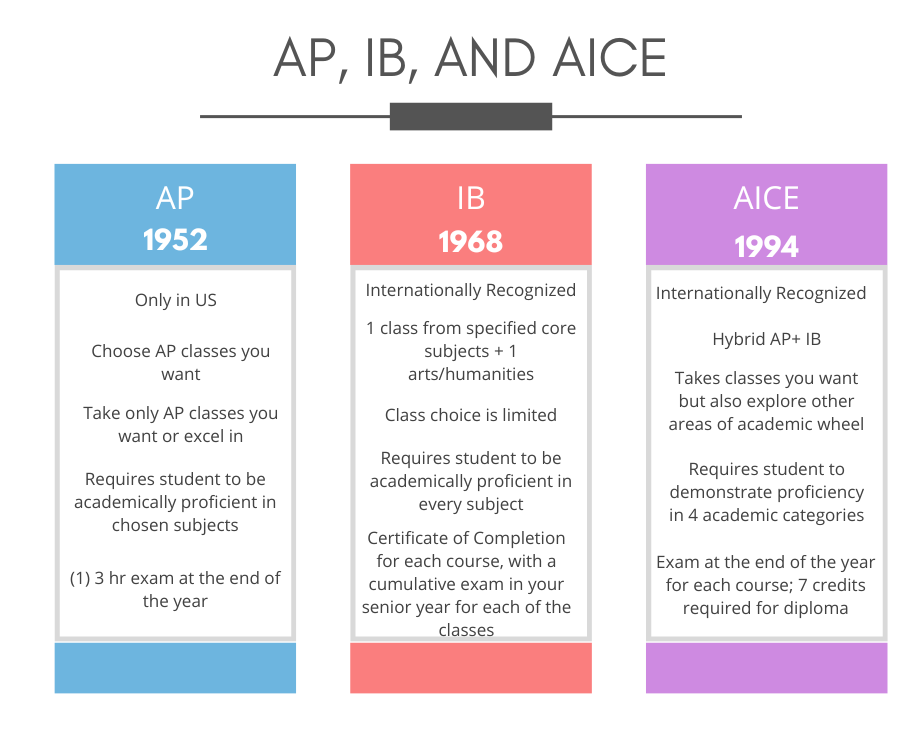 AP, IB, AND AICE
AP
1952
Only in US
Choose AP classes you
want
Take only AP classes you
want or excel in
Requires student to be
academically proficient in
chosen subjects
(1) 3 hr exam at the end of
the year
IB
1968
Internationally Recognized
1 class from specified core
subjects + 1
arts/humanities
Class choice is limited
Requires student to be
academically proficient in
every subject
Certificate of Completion
for each course, with a
cumulative exam in your
senior year for each of the
classes
AICE
1994
Internationally Recognized
Hybrid AP+ IB
Takes classes you want
but also explore other
areas of academic wheel
Requires student to
demonstrate proficiency
in 4 academic categories
Exam at the end of the year
for each course; 7 credits
required for diploma